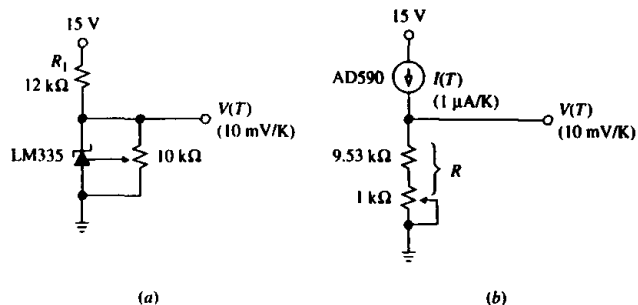 15 V
R1
12 kΩ
V(T)
(10 mV/K)
LM335
10 kΩ
(a)
15 V
AD590
I(T)
(1 μA/K)
V(T)
(10 mV/K)
9.53 kΩ
R
1 kΩ
(b)